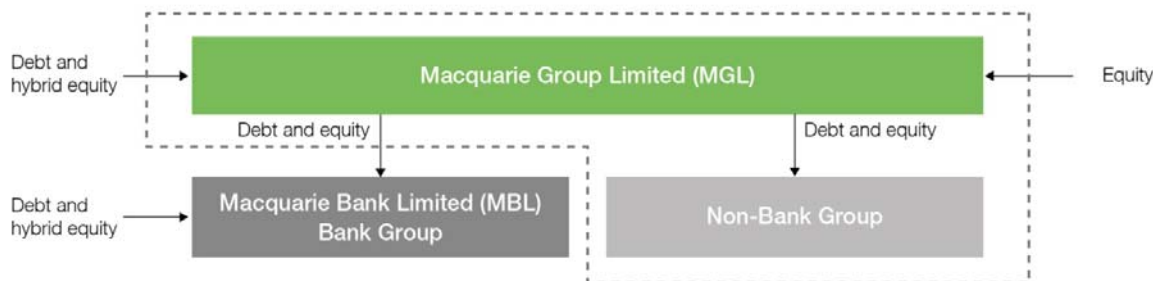 Debt and
hybrid equity
Macquarie Group Limited (MGL)
Equity
Debt and equity
Debt and equity
Debt and
hybrid equity
Macquarie Bank Limited (MBL)
Bank Group
Non-Bank Group